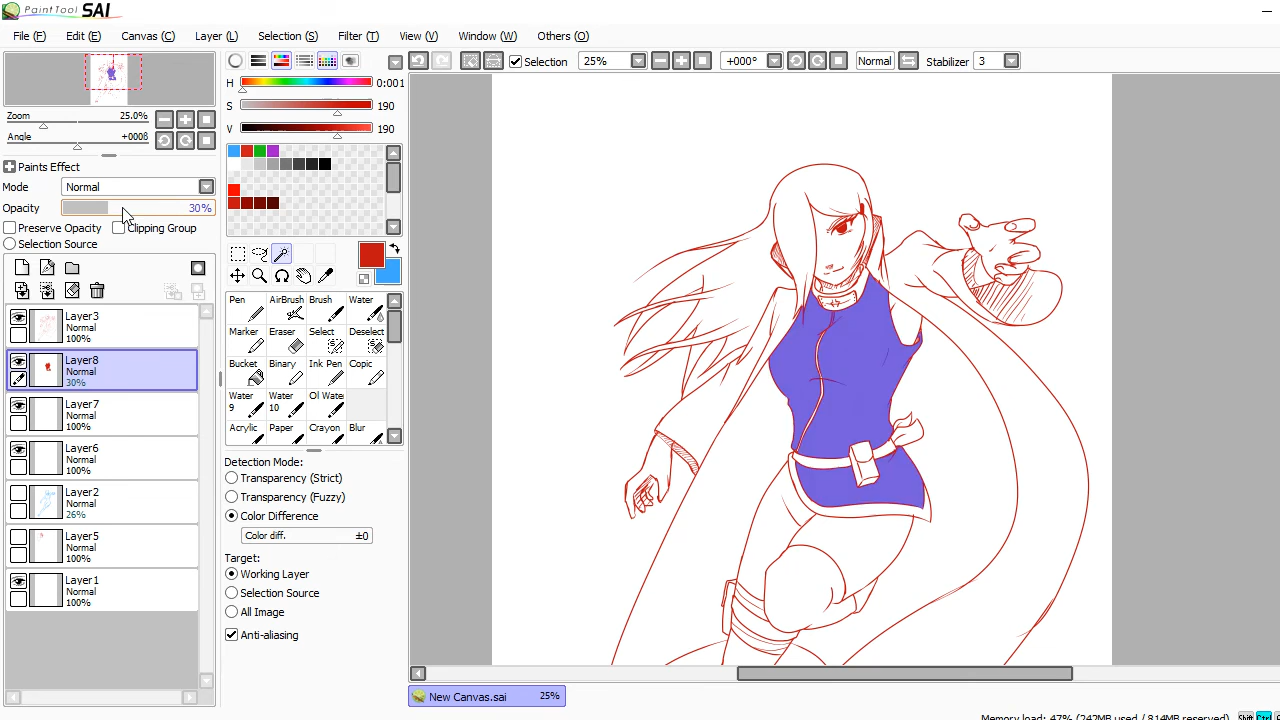 PaintTool SAI
File (F) Edit (E) Canvas (C) Layer (L) Selection (S) Filter (T) View (V) Window (W) Others (O)
Selection 25% +000° Normal Stabilizer 3
Zoom 25.0%
Angle +000ß
Paints Effect
Mode Normal
Opacity 30%
Preserve Opacity Clipping Group
Selection Source
Layer3
Normal
100%
Layer8
Normal
30%
Layer7
Normal
100%
Layer6
Normal
100%
Layer2
Normal
26%
Layer5
Normal
100%
Layer1
Normal
100%
H 0:001
S 190
V 190
Pen AirBrush Brush Water
Marker Eraser Select Deselect
Bucket Binary Ink Pen Copic
Water 9 Water 10 Ol Water
Acrylic Paper Crayon Blur
Detection Mode:
Transparency (Strict)
Transparency (Fuzzy)
Color Difference
Color diff. ±0
Target:
Working Layer
Selection Source
All Image
Anti-aliasing
New Canvas.sai 25%
Memory load: 47% (242MB used / 814MB reserved) Shift Ctrl